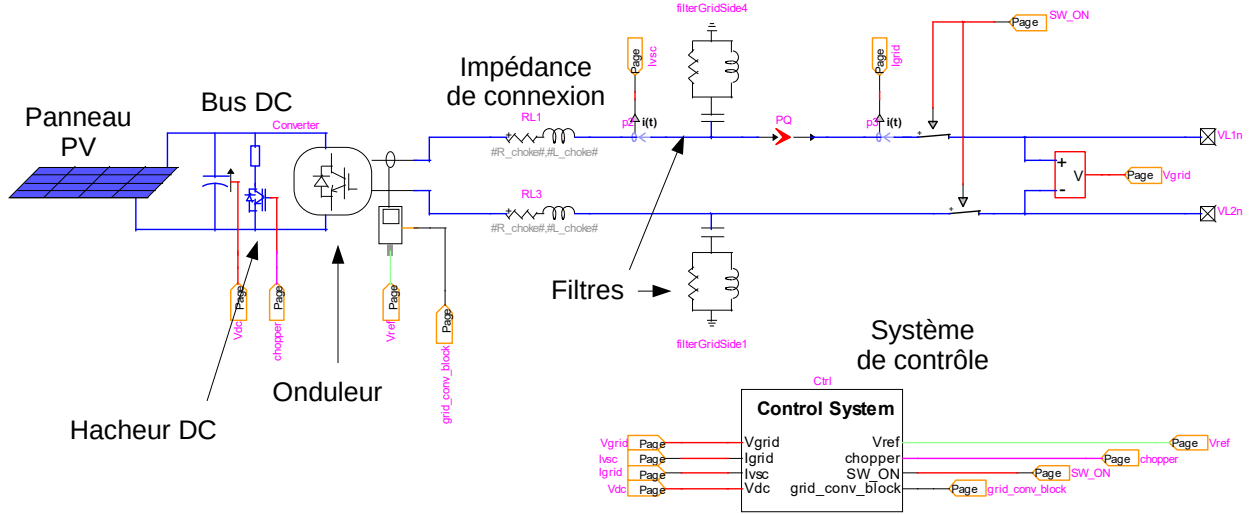 filterGridSide4
Page
SW_ON
Page
Ivsc
Page
Igrid
Impédance
de connexion
Bus DC
Panneau
PV
Converter
RL1
p2
i(t)
PQ
p3
i(t)
+
+
VL1n
#R_choke#,#L_choke#
+
V
-
Page
Vgrid
RL3
+
+
VL2n
#R_choke#,#L_choke#
Filtres
Page
Vdc
Page
chopper
Page
Vref
Page
grid_conv_block
filterGridSide1
Système
de contrôle
Onduleur
Hacheur DC
Ctrl
Control System
Vgrid
Page
Vgrid
Vref
Page
Vref
Ivsc
Page
Igrid
chopper
Page
chopper
Igrid
Page
Ivsc
SW_ON
Page
SW_ON
Vdc
Page
Vdc
grid_conv_block
Page
grid_conv_block